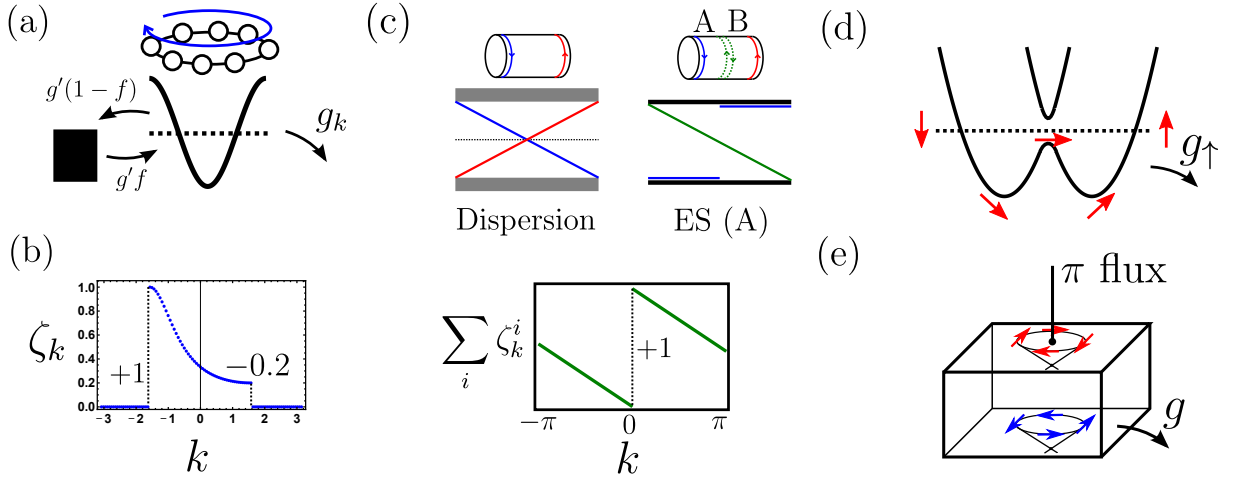 (a)
g′(1 − f)
g′f
g_k
(b)
ζ_k
1.0
0.8
0.6
0.4
0.2
0.0
+1
−0.2
−3 −2 −1 0 1 2 3
k
(c)
A B
Dispersion
ES (A)
∑_i ζ_k^i
+1
−π 0 π
k
(d)
g_↑
(e)
π flux
g